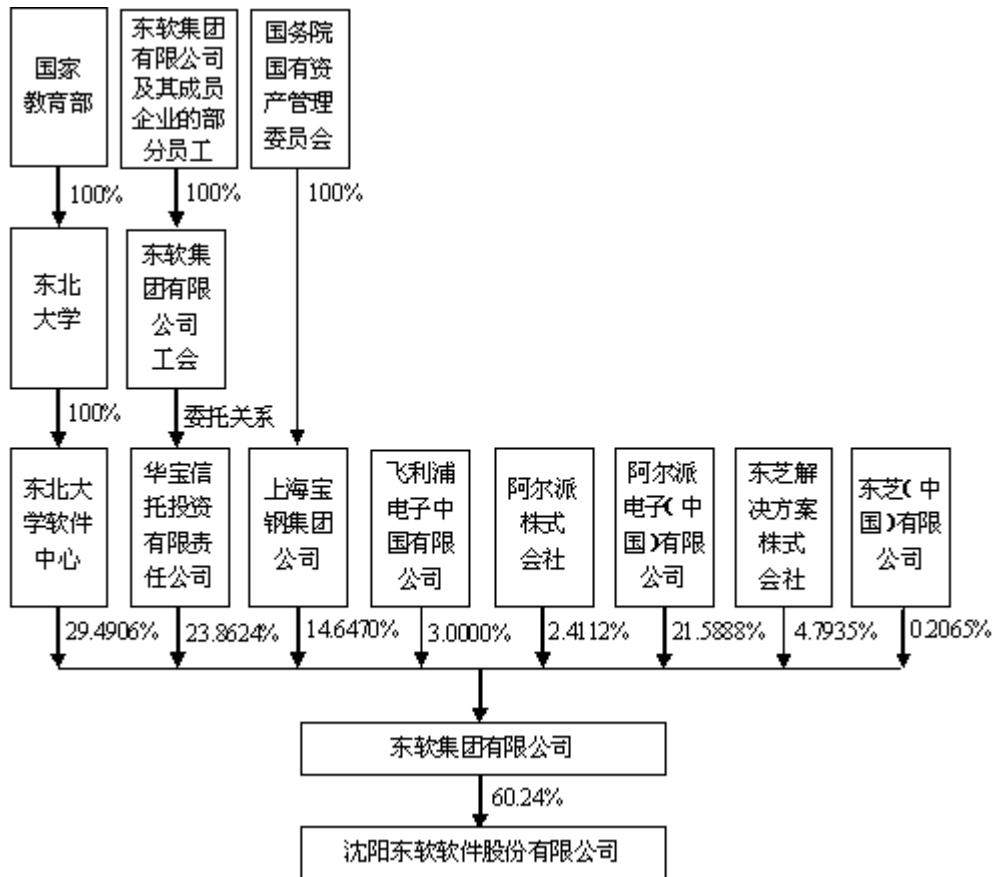 国家
教育部
东软集团
有限公司
及其成员
企业的部
分员工
国务院
国有资
产管理
委员会
100%
100%
100%
东北
大学
东软集
团有限
公司
工会
100%
委托关系
东北大
学软件
中心
华宝信
托投资
有限责
任公司
上海宝
钢集团
公司
飞利浦
电子中
国有限
公司
阿尔派
株式
会社
阿尔派
电子(中
国)有限
公司
东芝解
决方案
株式
会社
东芝(中
国)有限
公司
29.4906%
23.8624%
14.6470%
3.0000%
2.4112%
21.5888%
4.7935%
0.2065%
东软集团有限公司
60.24%
沈阳东软软件股份有限公司